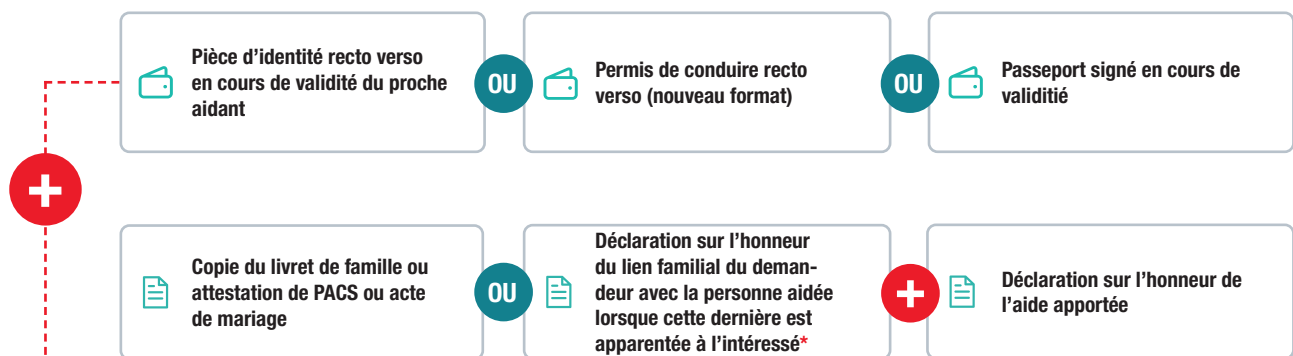 Pièce d’identité recto verso
en cours de validité du proche
aidant
OU
Permis de conduire recto
verso (nouveau format)
OU
Passeport signé en cours de
validitié
+
Copie du livret de famille ou
attestation de PACS ou acte
de mariage
OU
Déclaration sur l’honneur
du lien familial du deman-
deur avec la personne aidée
lorsque cette dernière est
apparentée à l’intéressé*
+
Déclaration sur l’honneur de
l’aide apportée